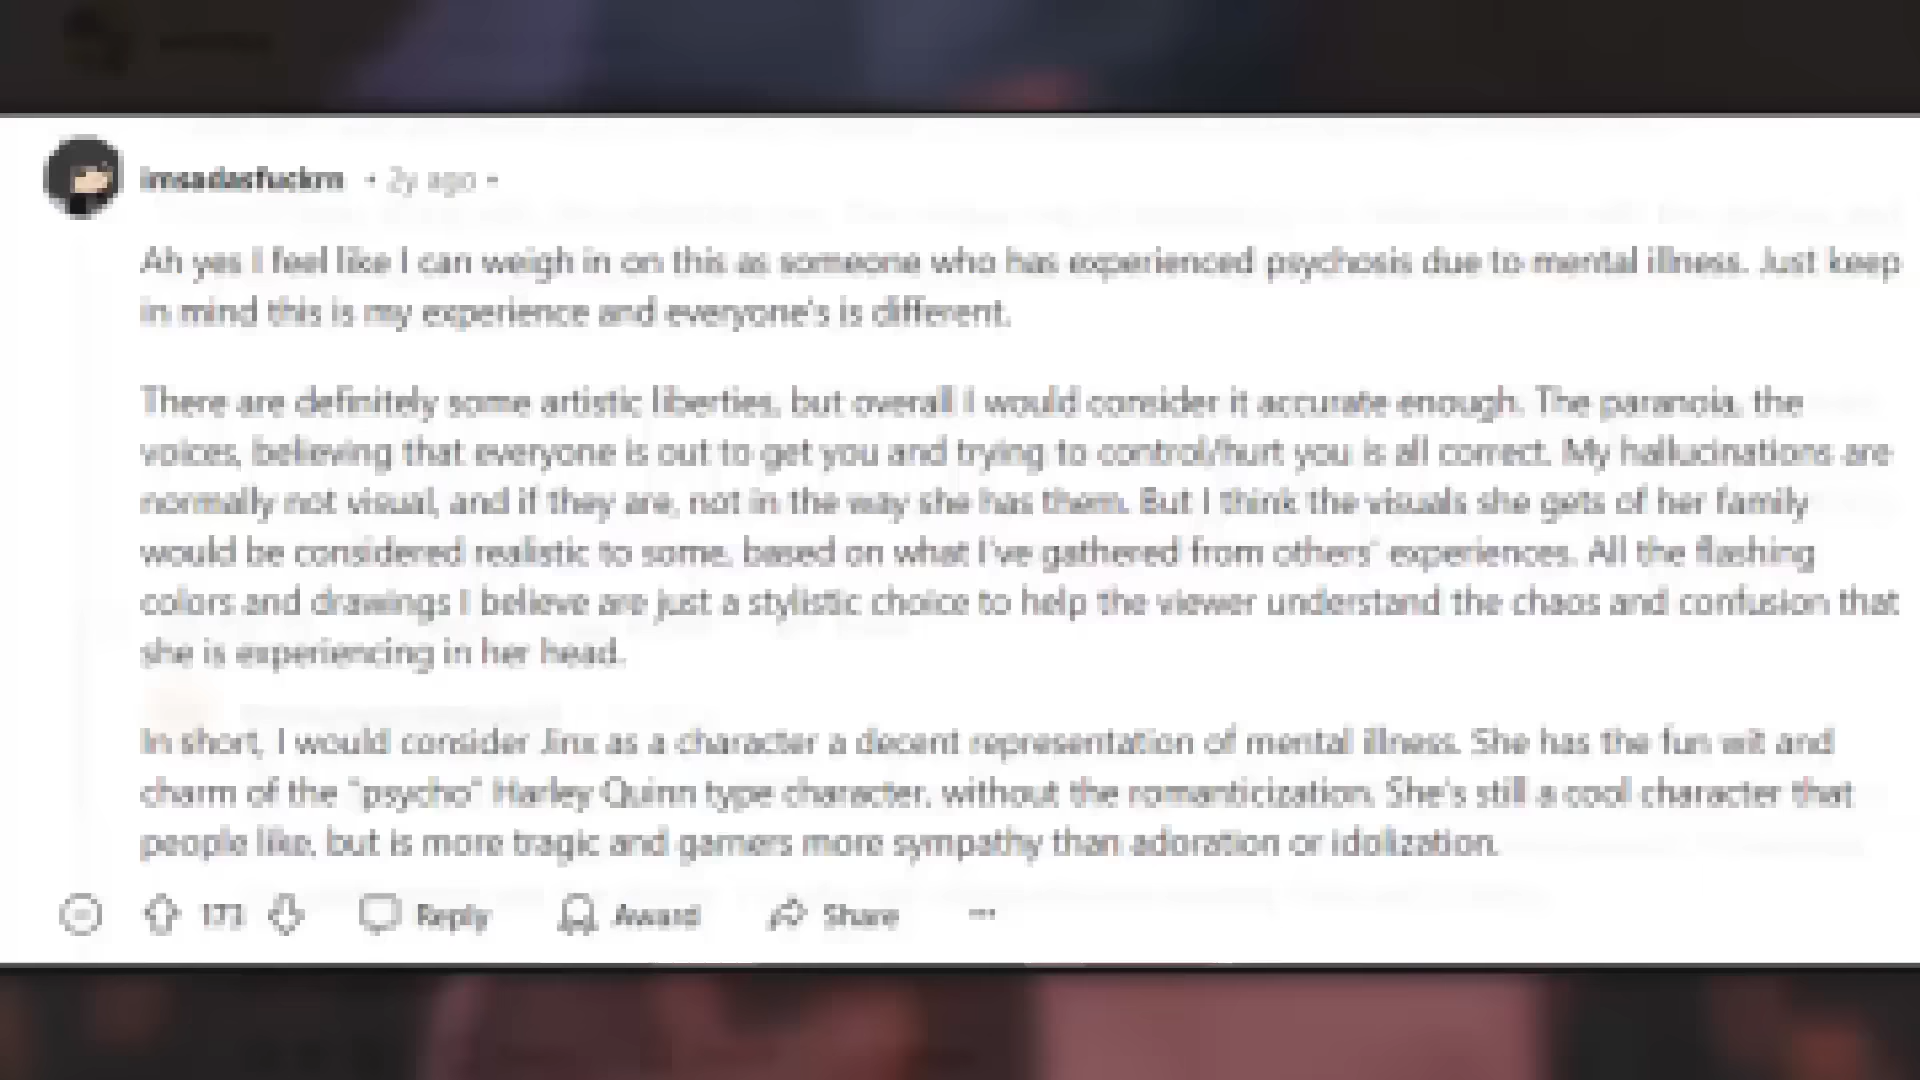 imsadasfuckrn • 2y ago •
Ah yes I feel like I can weigh in on this as someone who has experienced psychosis due to mental illness. Just keep
in mind this is my experience and everyone's is different.
There are definitely some artistic liberties, but overall I would consider it accurate enough. The paranoia, the
voices, believing that everyone is out to get you and trying to control/hurt you is all correct. My hallucinations are
normally not visual, and if they are, not in the way she has them. But I think the visuals she gets of her family
would be considered realistic to some, based on what I've gathered from others' experiences. All the flashing
colors and drawings I believe are just a stylistic choice to help the viewer understand the chaos and confusion that
she is experiencing in her head.
In short, I would consider Jinx as a character a decent representation of mental illness. She has the fun wit and
charm of the "psycho" Harley Quinn type character, without the romanticization. She's still a cool character that
people like, but is more tragic and garners more sympathy than adoration or idolization.
173 Reply Award Share ...